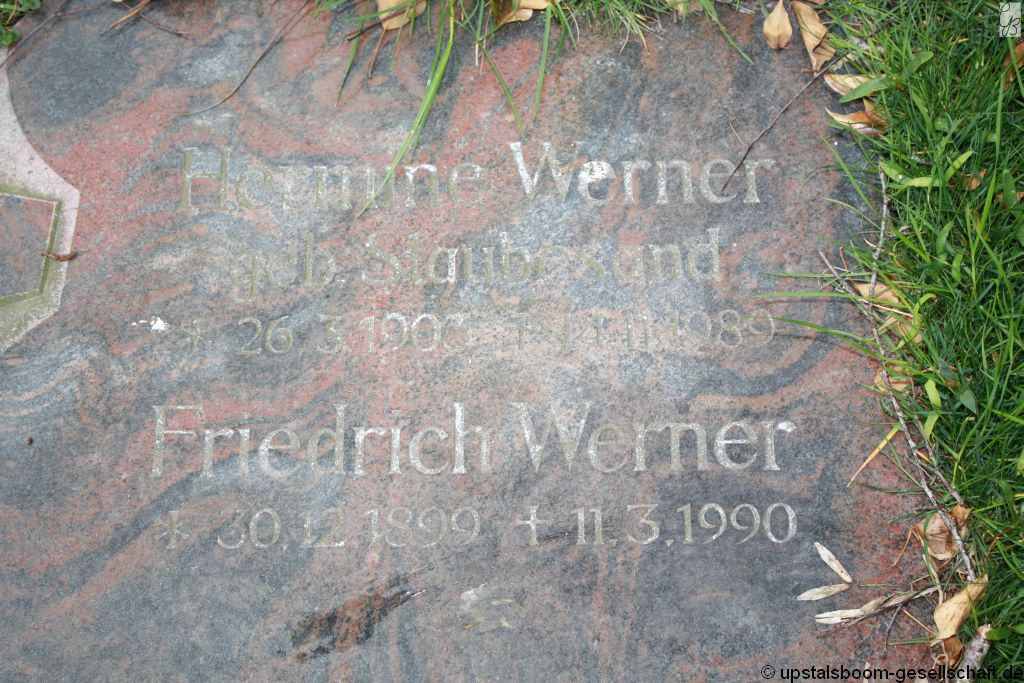 Hermine Werner
geb. Staubesand
* 26.3.1903 † 14.11.1989
Friedrich Werner
* 30.12.1899 † 11.3.1990
© upstalsboom-gesellschaft.de